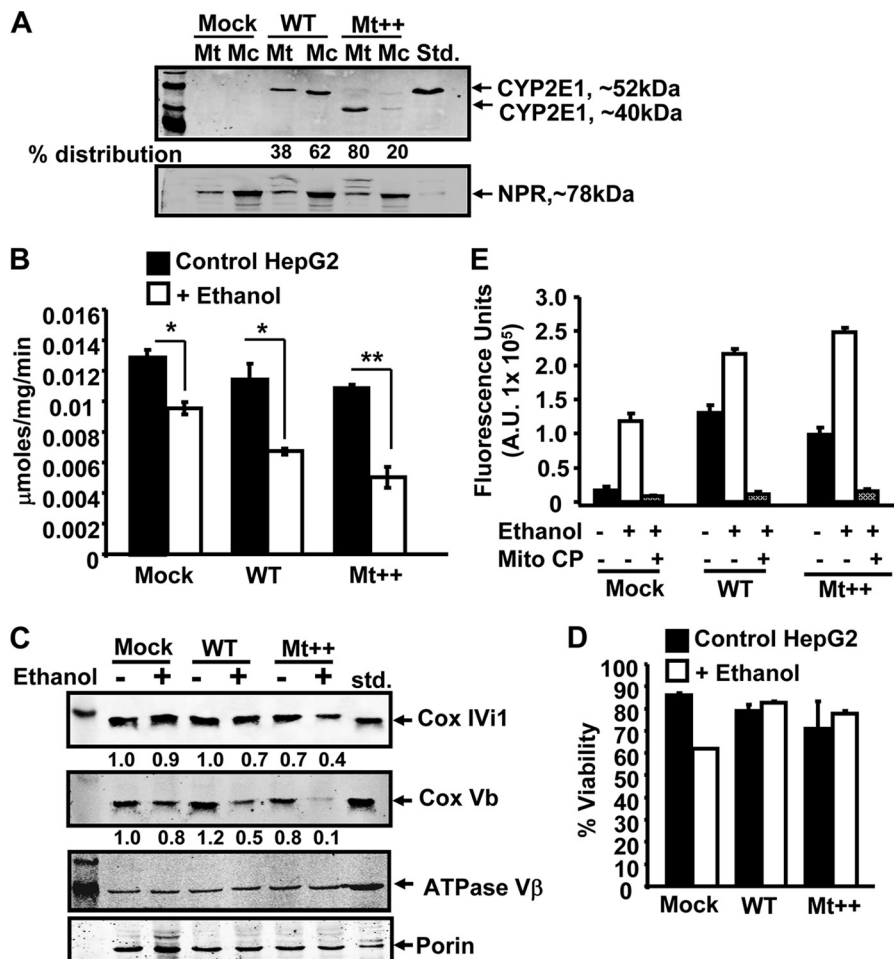 A
Mock WT Mt++
Mt Mc Mt Mc Mt Mc Std.
CYP2E1, ~52kDa
CYP2E1, ~40kDa
% distribution 38 62 80 20
NPR,~78kDa
B
Control HepG2
+ Ethanol
μmoles/mg/min
0.016
0.014
0.012
0.01
0.008
0.006
0.004
0.002
0
* * **
Mock WT Mt++
E
Fluorescence Units
(A.U. 1x 10⁵)
3.0
2.5
2.0
1.5
1.0
0.5
0
Ethanol - + + - + + - + +
Mito CP - - + - - + - - +
Mock WT Mt++
C
Mock WT Mt++
Ethanol - + - + - + std.
Cox IVi1
1.0 0.9 1.0 0.7 0.7 0.4
Cox Vb
1.0 0.8 1.2 0.5 0.8 0.1
ATPase Vβ
Porin
D
Control HepG2
+ Ethanol
% Viability
100
90
80
70
60
50
40
30
20
10
0
Mock WT Mt++